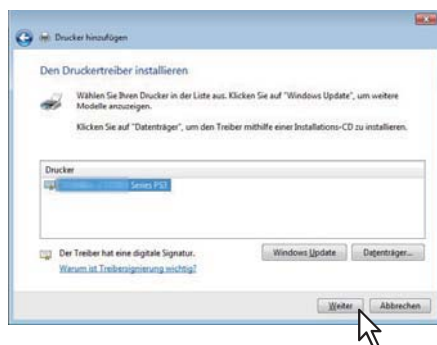 Drucker hinzufügen
Den Druckertreiber installieren
Wählen Sie Ihren Drucker in der Liste aus. Klicken Sie auf "Windows Update", um weitere
Modelle anzuzeigen.
Klicken Sie auf "Datenträger", um den Treiber mithilfe einer Installations-CD zu installieren.
Drucker
Series PS3
Der Treiber hat eine digitale Signatur.
Warum ist Treibersignierung wichtig?
Windows Update
Datenträger...
Weiter
Abbrechen